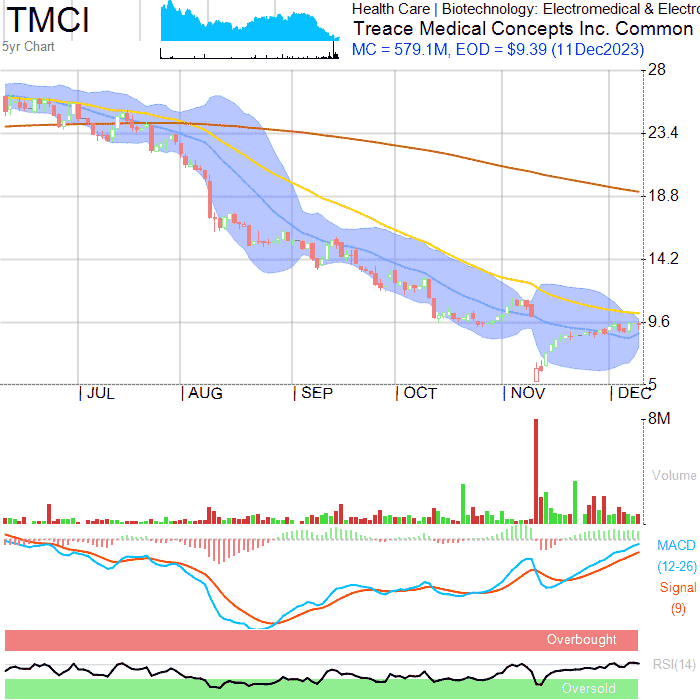 TMCI
5yr Chart
Health Care | Biotechnology: Electromedical & Electro
Treace Medical Concepts Inc. Common
MC = 579.1M, EOD = $9.39 (11Dec2023)
28
23.4
18.8
14.2
9.6
5
JUL AUG SEP OCT NOV DEC
8M
Volume
MACD
(12-26)
Signal
(9)
Overbought
RSI(14)
Oversold